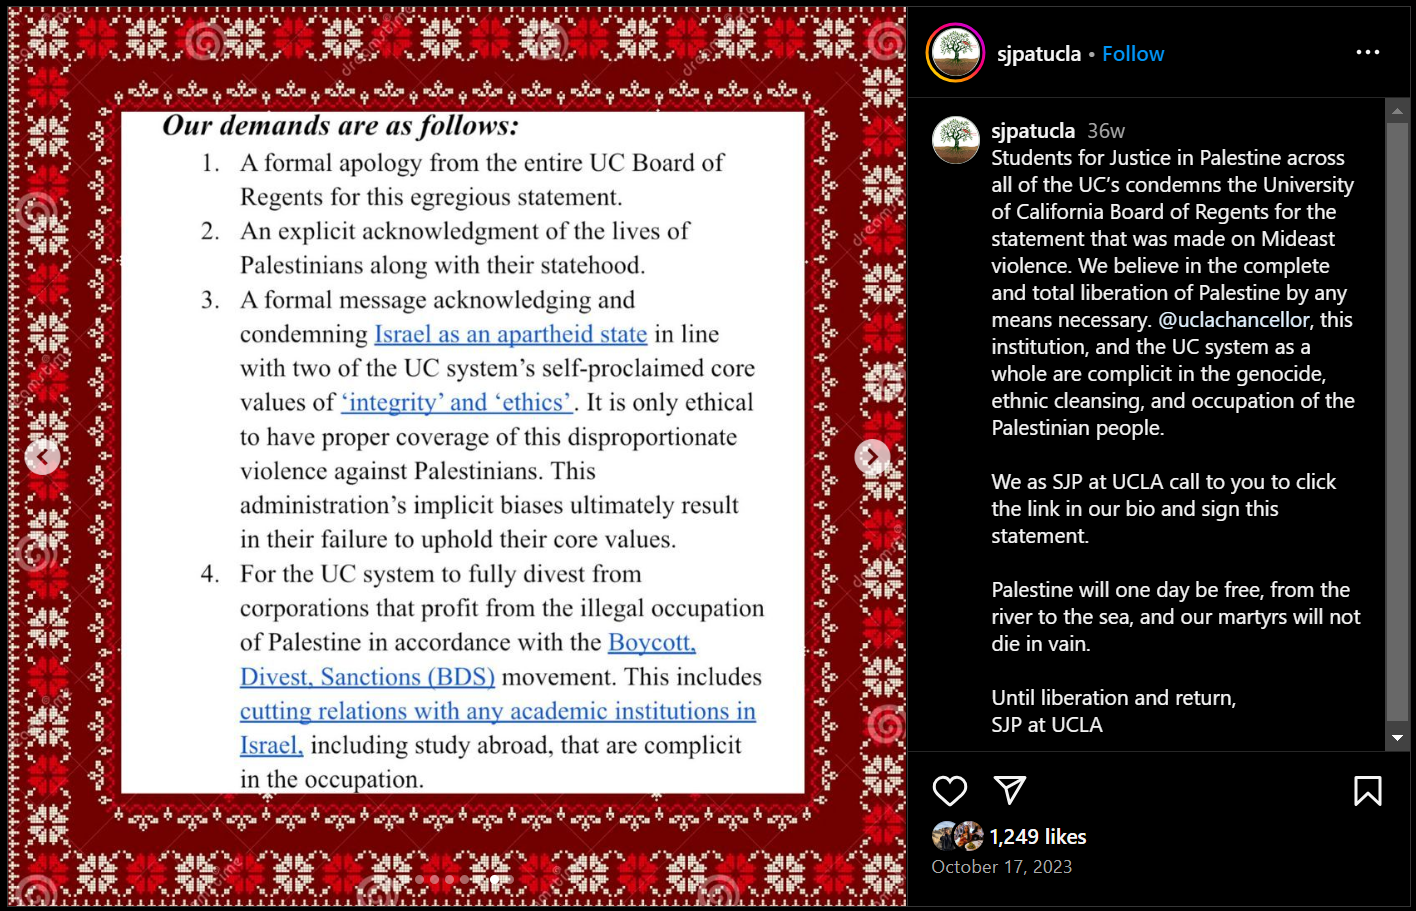 Our demands are as follows:
1. A formal apology from the entire UC Board of
Regents for this egregious statement.
2. An explicit acknowledgment of the lives of
Palestinians along with their statehood.
3. A formal message acknowledging and
condemning Israel as an apartheid state in line
with two of the UC system's self-proclaimed core
values of 'integrity' and 'ethics'. It is only ethical
to have proper coverage of this disproportionate
violence against Palestinians. This
administration's implicit biases ultimately result
in their failure to uphold their core values.
4. For the UC system to fully divest from
corporations that profit from the illegal occupation
of Palestine in accordance with the Boycott,
Divest, Sanctions (BDS) movement. This includes
cutting relations with any academic institutions in
Israel, including study abroad, that are complicit
in the occupation.
dreamstime
dreamstime
dreamstime
sjpatucla • Follow
sjpatucla 36w
Students for Justice in Palestine across
all of the UC's condemns the University
of California Board of Regents for the
statement that was made on Mideast
violence. We believe in the complete
and total liberation of Palestine by any
means necessary. @uclachancellor, this
institution, and the UC system as a
whole are complicit in the genocide,
ethnic cleansing, and occupation of the
Palestinian people.
We as SJP at UCLA call to you to click
the link in our bio and sign this
statement.
Palestine will one day be free, from the
river to the sea, and our martyrs will not
die in vain.
Until liberation and return,
SJP at UCLA
1,249 likes
October 17, 2023